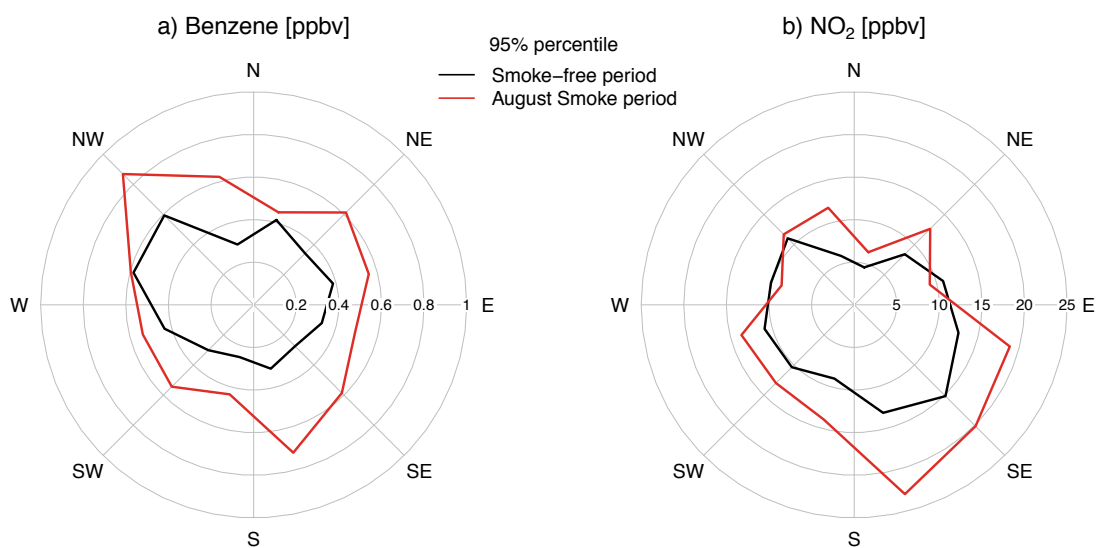 a) Benzene [ppbv]
N
NW
NE
W
0.2 0.4 0.6 0.8 1
E
SW
SE
S
95% percentile
Smoke−free period
August Smoke period
b) NO₂ [ppbv]
N
NW
NE
W
5 10 15 20 25
E
SW
SE
S